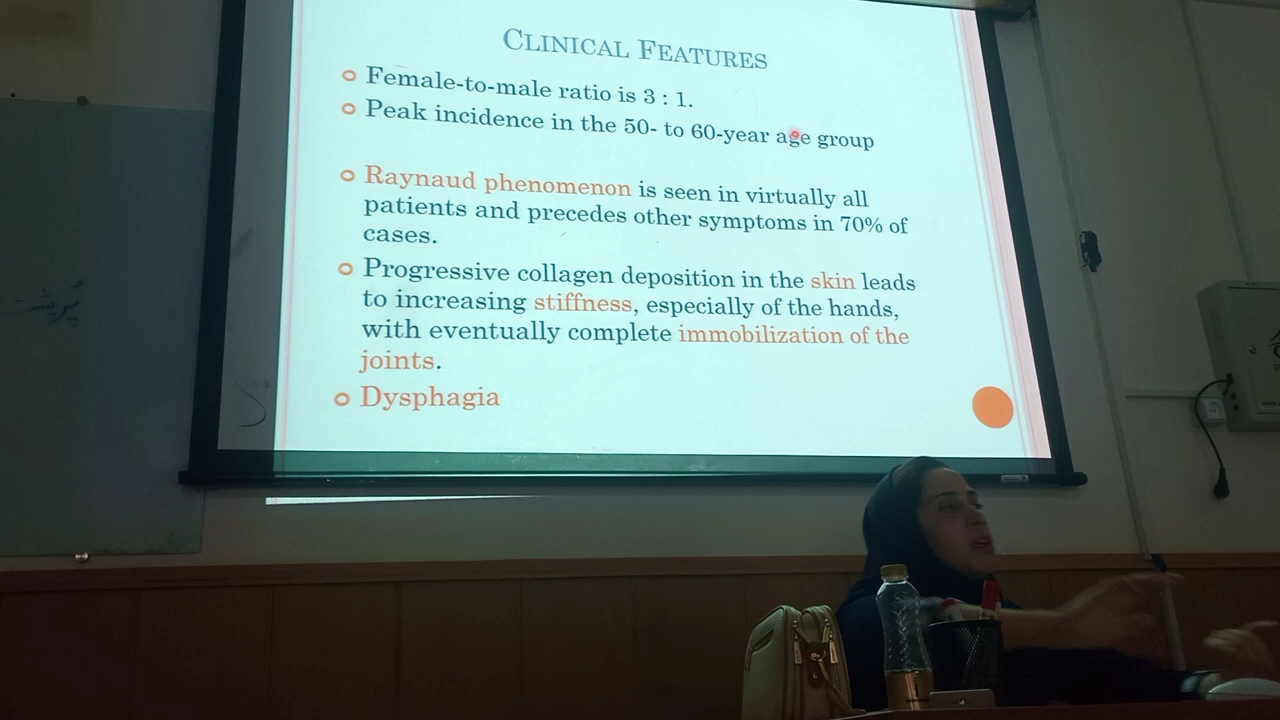 CLINICAL FEATURES
Female-to-male ratio is 3 : 1.
Peak incidence in the 50- to 60-year age group
Raynaud phenomenon is seen in virtually all
patients and precedes other symptoms in 70% of
cases.
Progressive collagen deposition in the skin leads
to increasing stiffness, especially of the hands,
with eventually complete immobilization of the
joints.
Dysphagia